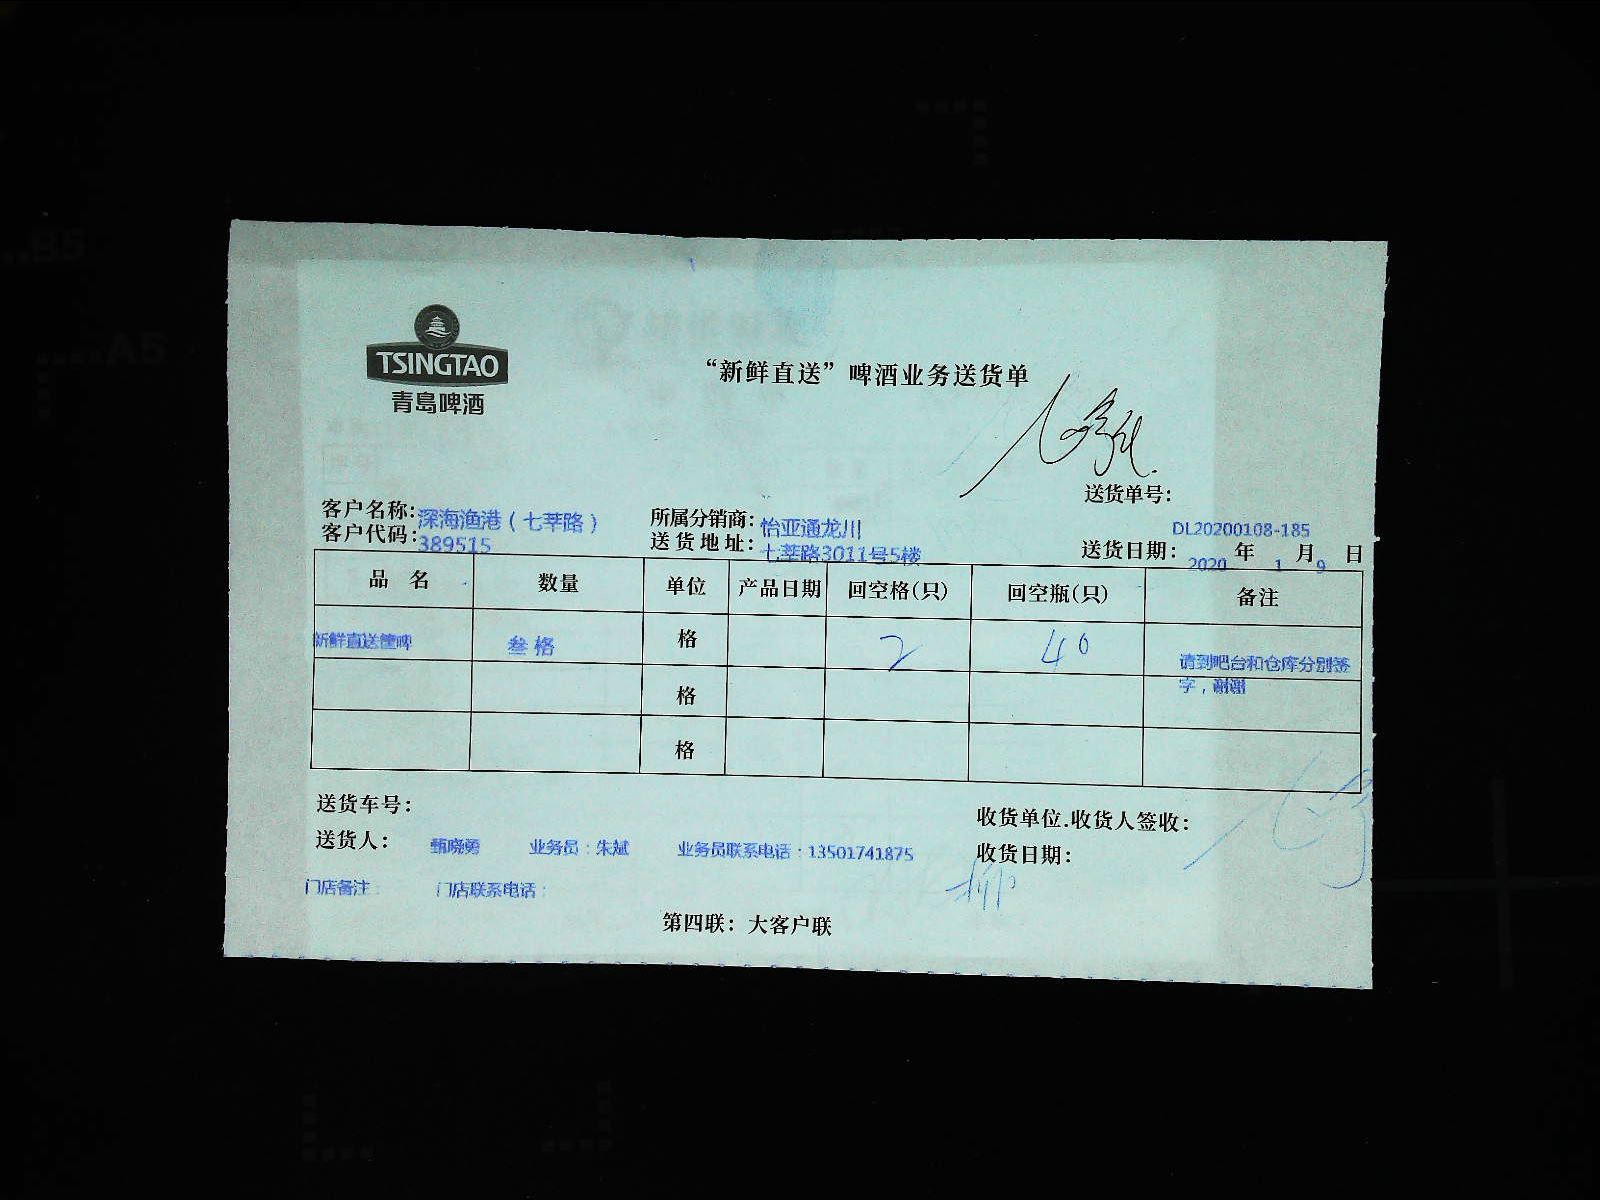 TSINGTAO
青岛啤酒
“新鲜直送”啤酒业务送货单
送货单号：
DL20200108-185
客户名称：深海渔港（七莘路）
所属分销商：怡亚通龙川
客户代码：389515
送货地址：七莘路3011号5楼
送货日期：2020 年 1 月 9 日
品 名 数量 单位 产品日期 回空格(只) 回空瓶(只) 备注
新鲜直送筐啤 叁格 格 2 40 请到吧台和仓库分别签
字，谢谢
格
格
送货车号：
收货单位.收货人签收：
送货人： 甄晓勇 业务员：朱斌 业务员联系电话：13501741875
收货日期：
门店备注： 门店联系电话：
第四联：大客户联